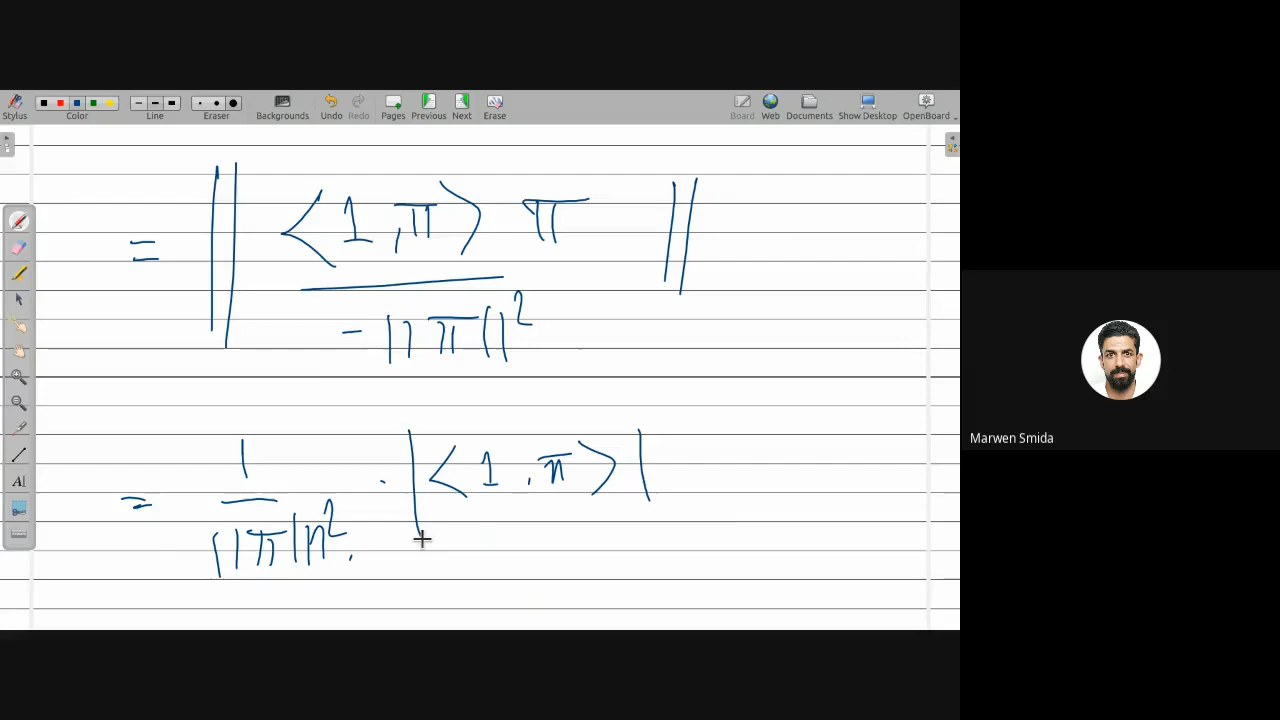 Stylus Color Line Eraser Backgrounds Undo Redo Pages Previous Next Erase Board Web Documents Show Desktop OpenBoard
= || <1, π> π ||
- ||π||²
= 1 . |<1, π>|
||π||² .
AI
Marwen Smida